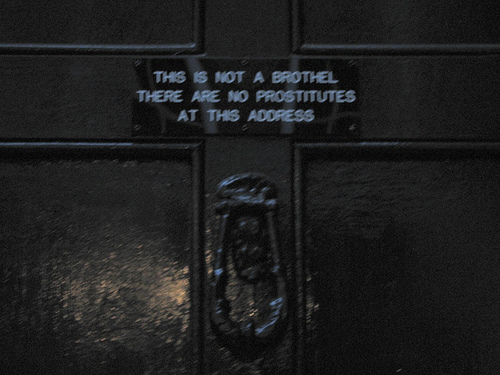 THIS IS NOT A BROTHEL
THERE ARE NO PROSTITUTES
AT THIS ADDRESS